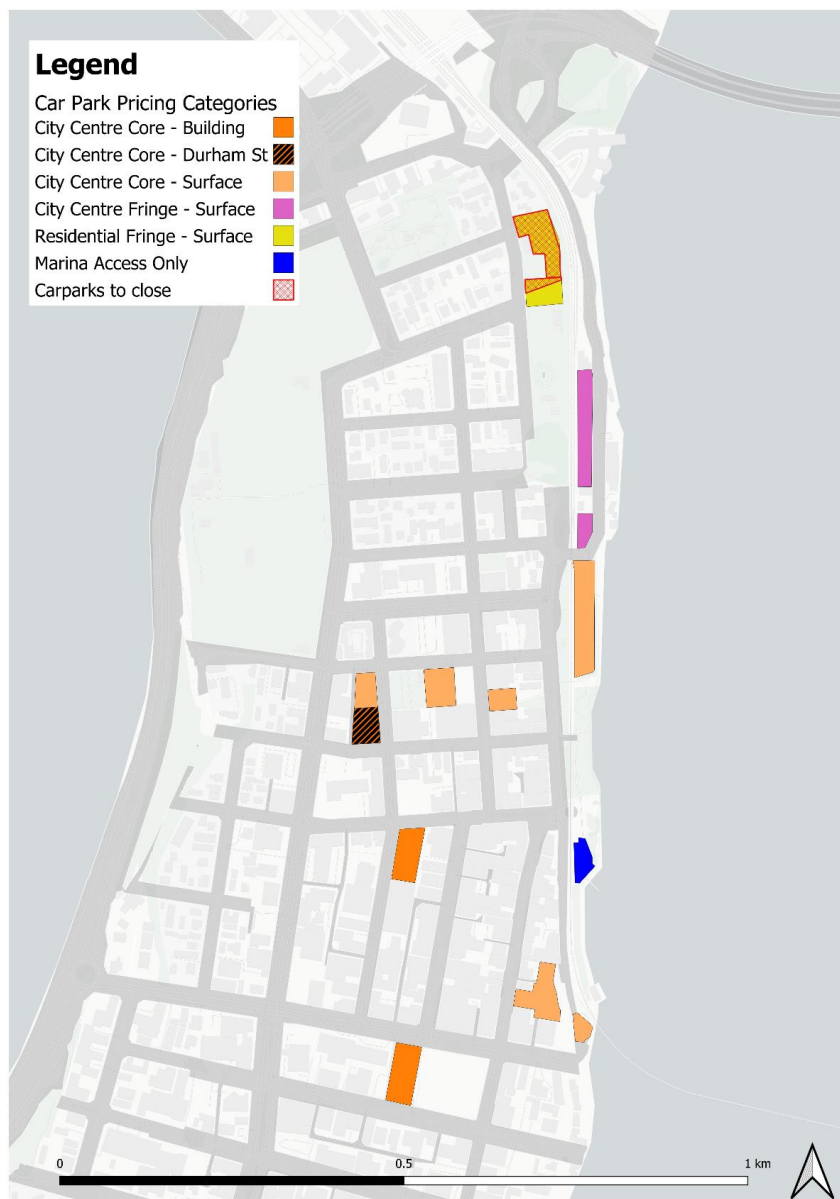 Legend
Car Park Pricing Categories
City Centre Core - Building
City Centre Core - Durham St
City Centre Core - Surface
City Centre Fringe - Surface
Residential Fringe - Surface
Marina Access Only
Carparks to close
0 0.5 1 km